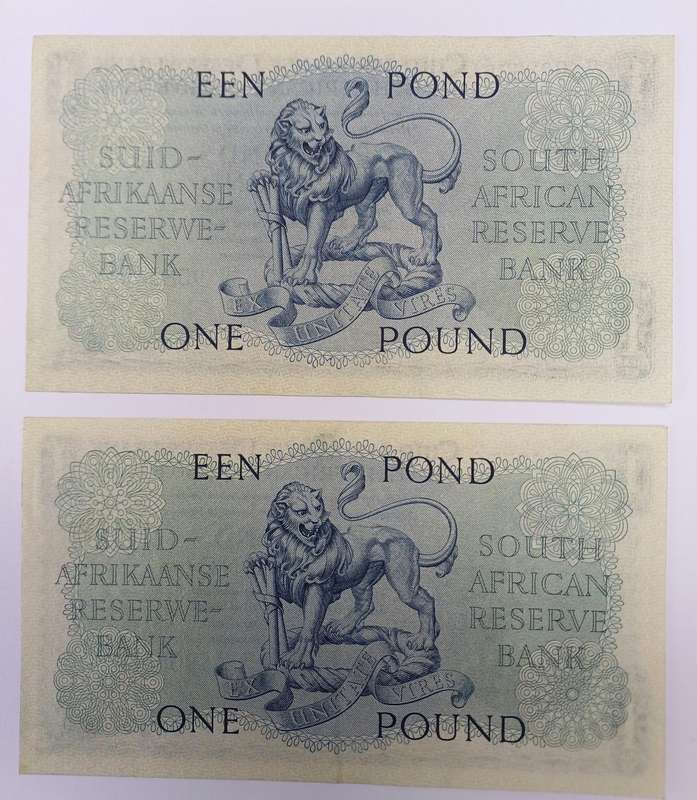 EEN POND
SUID-
AFRIKAANSE
RESERWE-
BANK
SOUTH
AFRICAN
RESERVE
BANK
EX UNITATE VIRES
ONE POUND
EEN POND
SUID-
AFRIKAANSE
RESERWE-
BANK
SOUTH
AFRICAN
RESERVE
BANK
EX UNITATE VIRES
ONE POUND